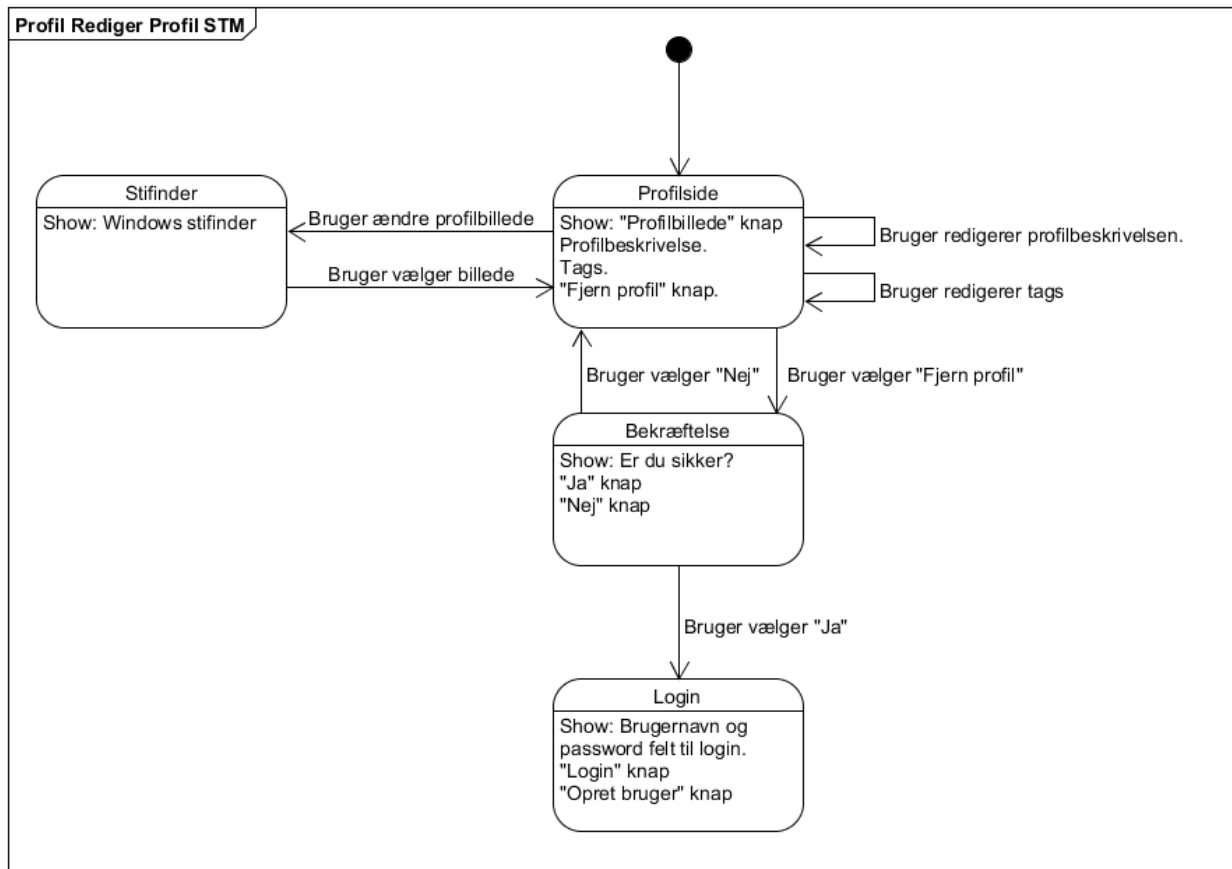 Profil Rediger Profil STM
Stifinder
Show: Windows stifinder
Bruger ændre profilbillede
Bruger vælger billede
Profilside
Show: "Profilbillede" knap
Profilbeskrivelse.
Tags.
"Fjern profil" knap.
Bruger redigerer profilbeskrivelsen.
Bruger redigerer tags
Bruger vælger "Nej"
Bruger vælger "Fjern profil"
Bekræftelse
Show: Er du sikker?
"Ja" knap
"Nej" knap
Bruger vælger "Ja"
Login
Show: Brugernavn og
password felt til login.
"Login" knap
"Opret bruger" knap